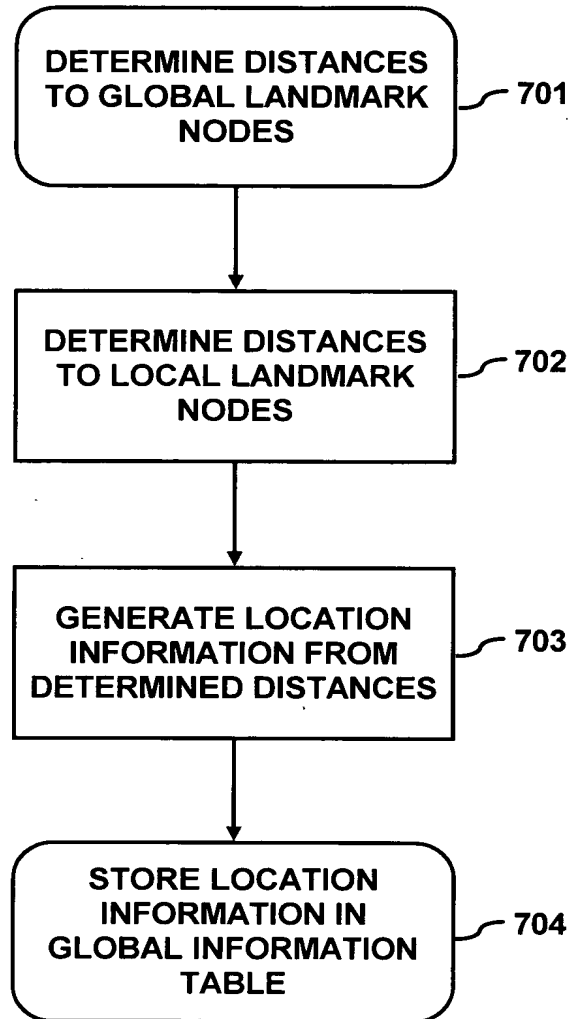 DETERMINE DISTANCES
TO GLOBAL LANDMARK
NODES
701
DETERMINE DISTANCES
TO LOCAL LANDMARK
NODES
702
GENERATE LOCATION
INFORMATION FROM
DETERMINED DISTANCES
703
STORE LOCATION
INFORMATION IN
GLOBAL INFORMATION
TABLE
704